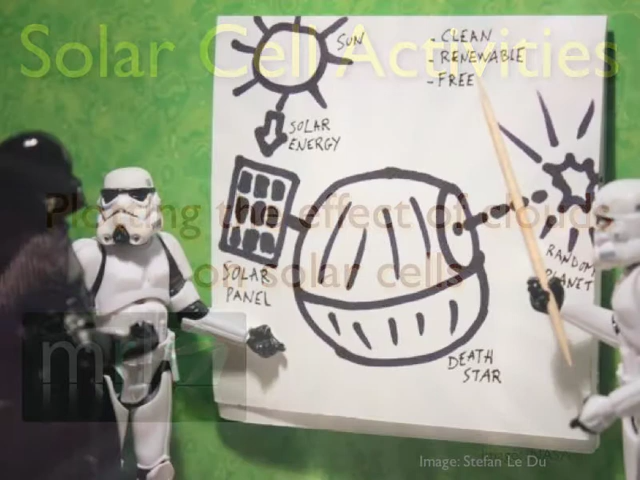 Solar Cell Activities
SUN
- CLEAN
- RENEWABLE
- FREE
SOLAR
ENERGY
Plotting the effect of clouds
on solar cells
RANDOM
PLANET
SOLAR
PANEL
DEATH
STAR
Image: Stefan Le Du